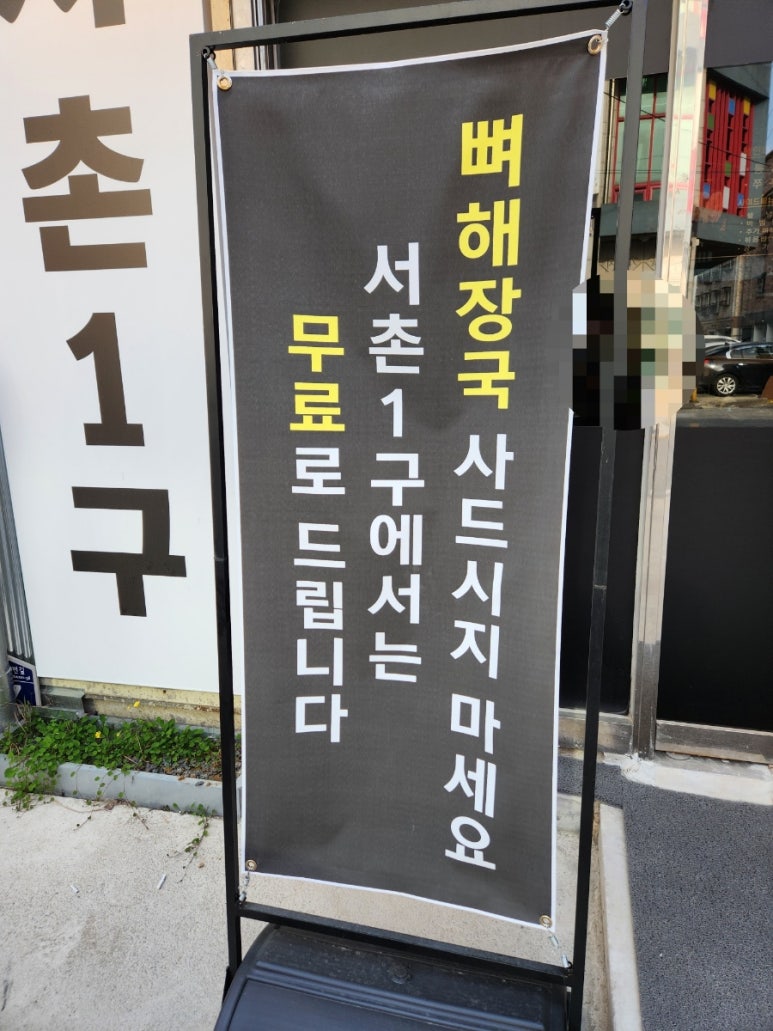 뼈해장국 사드시지 마세요
서촌1구에서는
무료로 드립니다
촌1구